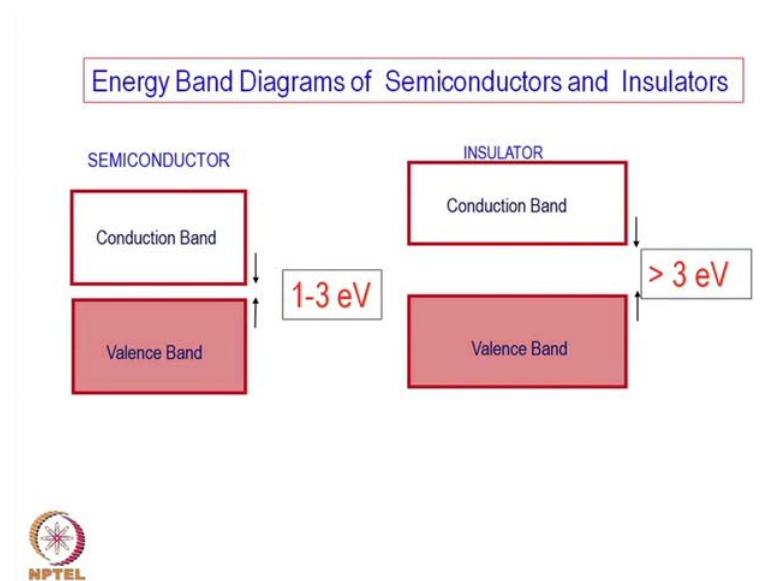 Energy Band Diagrams of Semiconductors and Insulators
SEMICONDUCTOR
Conduction Band
1-3 eV
Valence Band
INSULATOR
Conduction Band
> 3 eV
Valence Band
NPTEL